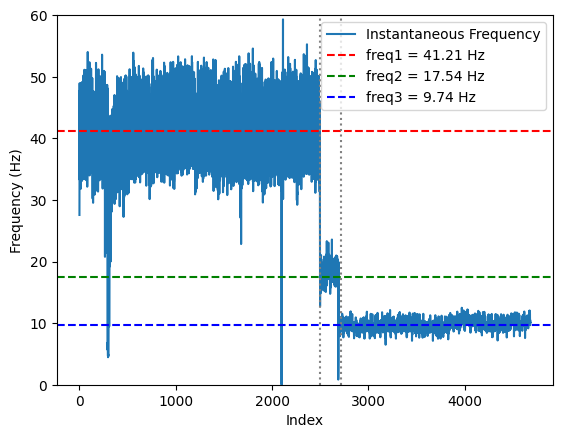 60
50
40
30
20
10
0
Frequency (Hz)
Instantaneous Frequency
freq1 = 41.21 Hz
freq2 = 17.54 Hz
freq3 = 9.74 Hz
0 1000 2000 3000 4000
Index